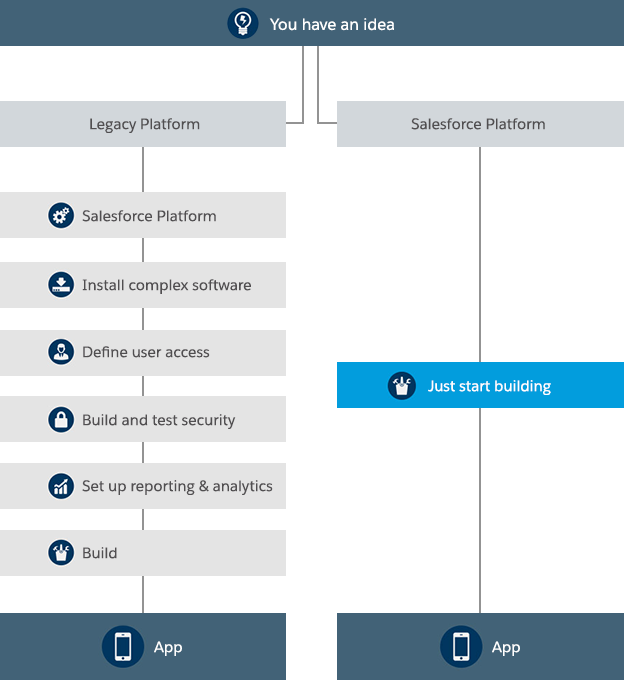 You have an idea
Legacy Platform
Salesforce Platform
Install complex software
Define user access
Build and test security
Set up reporting & analytics
Build
App
Salesforce Platform
Just start building
App